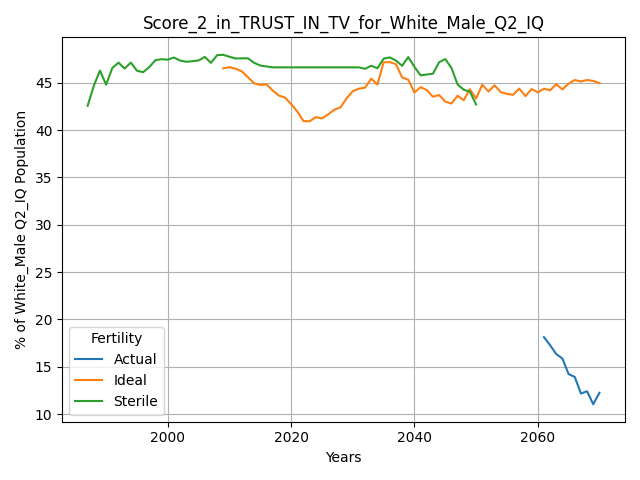 Score_2_in_TRUST_IN_TV_for_White_Male_Q2_IQ
% of White_Male Q2_IQ Population
45
40
35
30
25
20
15
10
Fertility
Actual
Ideal
Sterile
2000 2020 2040 2060
Years